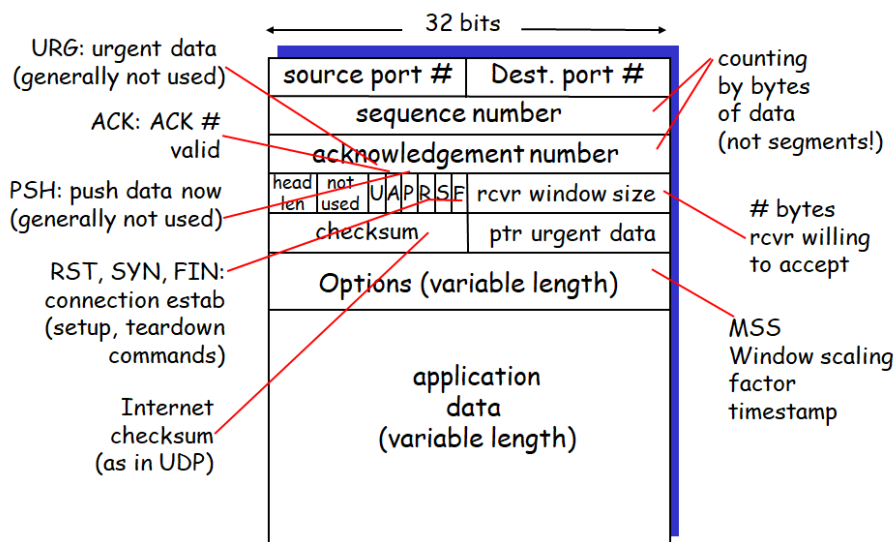 32 bits
URG: urgent data
(generally not used)
ACK: ACK #
valid
PSH: push data now
(generally not used)
RST, SYN, FIN:
connection estab
(setup, teardown
commands)
Internet
checksum
(as in UDP)
source port #
Dest. port #
sequence number
acknowledgement number
head
len
not
used
U
A
P
R
S
F
rcvr window size
checksum
ptr urgent data
Options (variable length)
application
data
(variable length)
counting
by bytes
of data
(not segments!)
# bytes
rcvr willing
to accept
MSS
Window scaling
factor
timestamp